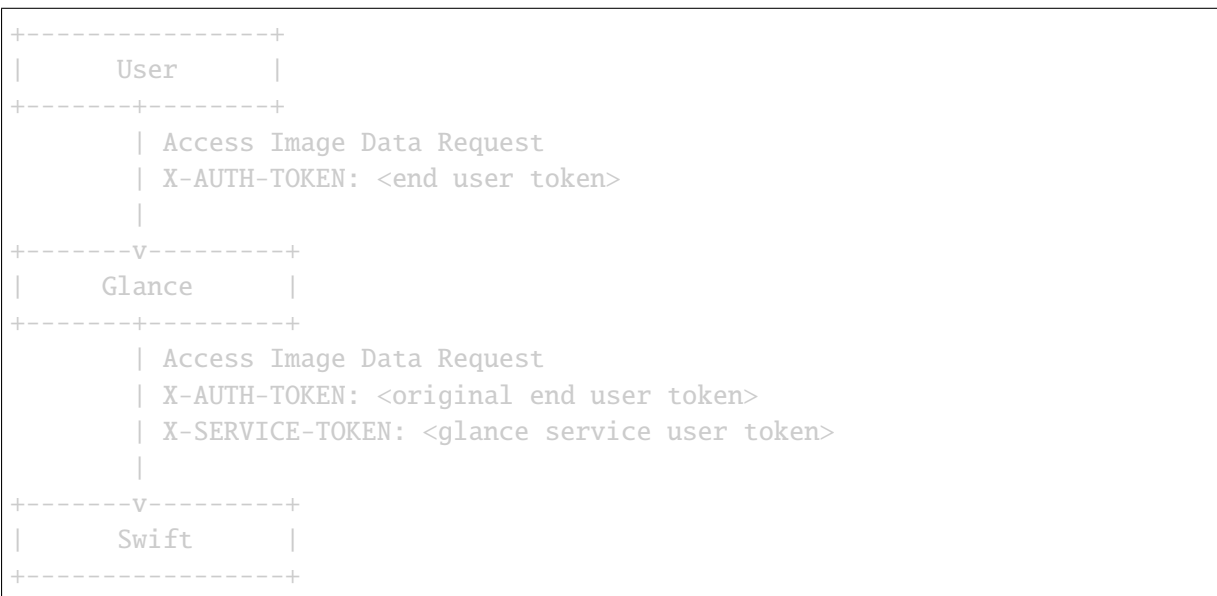 +----------------+
|      User      |
+-------+--------+
        | Access Image Data Request
        | X-AUTH-TOKEN: <end user token>
        |
+-------v---------+
|     Glance      |
+-------+---------+
        | Access Image Data Request
        | X-AUTH-TOKEN: <original end user token>
        | X-SERVICE-TOKEN: <glance service user token>
        |
+-------v---------+
|      Swift      |
+-----------------+